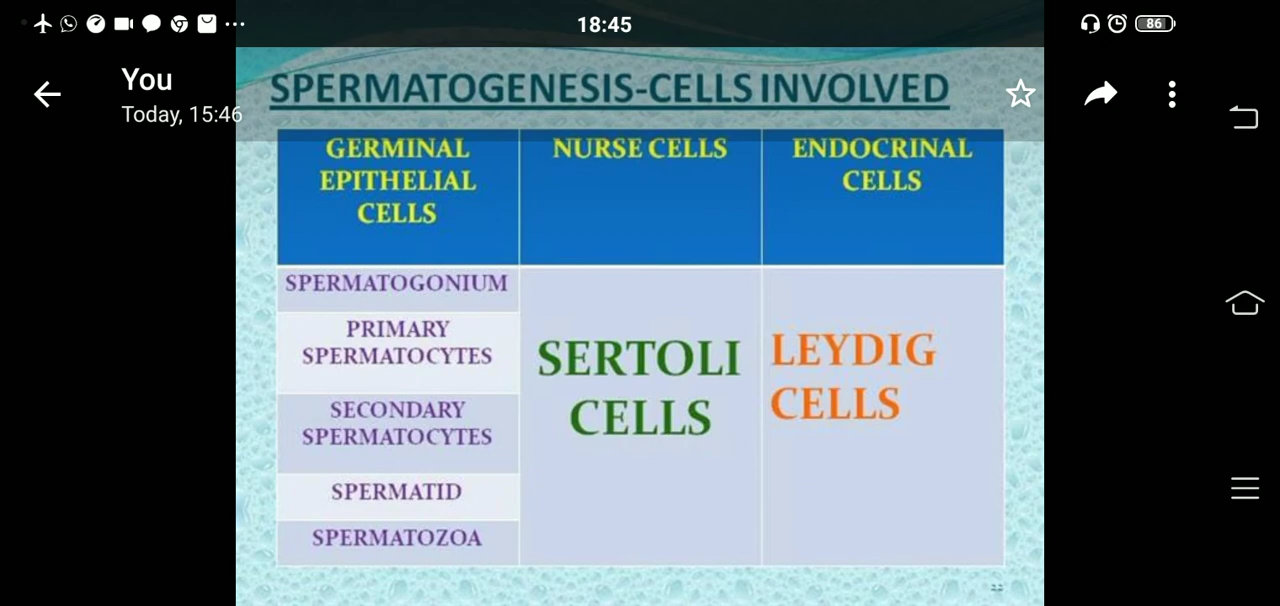 18:45
86
You
Today, 15:46
SPERMATOGENESIS-CELLS INVOLVED
GERMINAL
EPITHELIAL
CELLS
NURSE CELLS
ENDOCRINAL
CELLS
SPERMATOGONIUM
PRIMARY
SPERMATOCYTES
SECONDARY
SPERMATOCYTES
SPERMATID
SPERMATOZOA
SERTOLI
CELLS
LEYDIG
CELLS